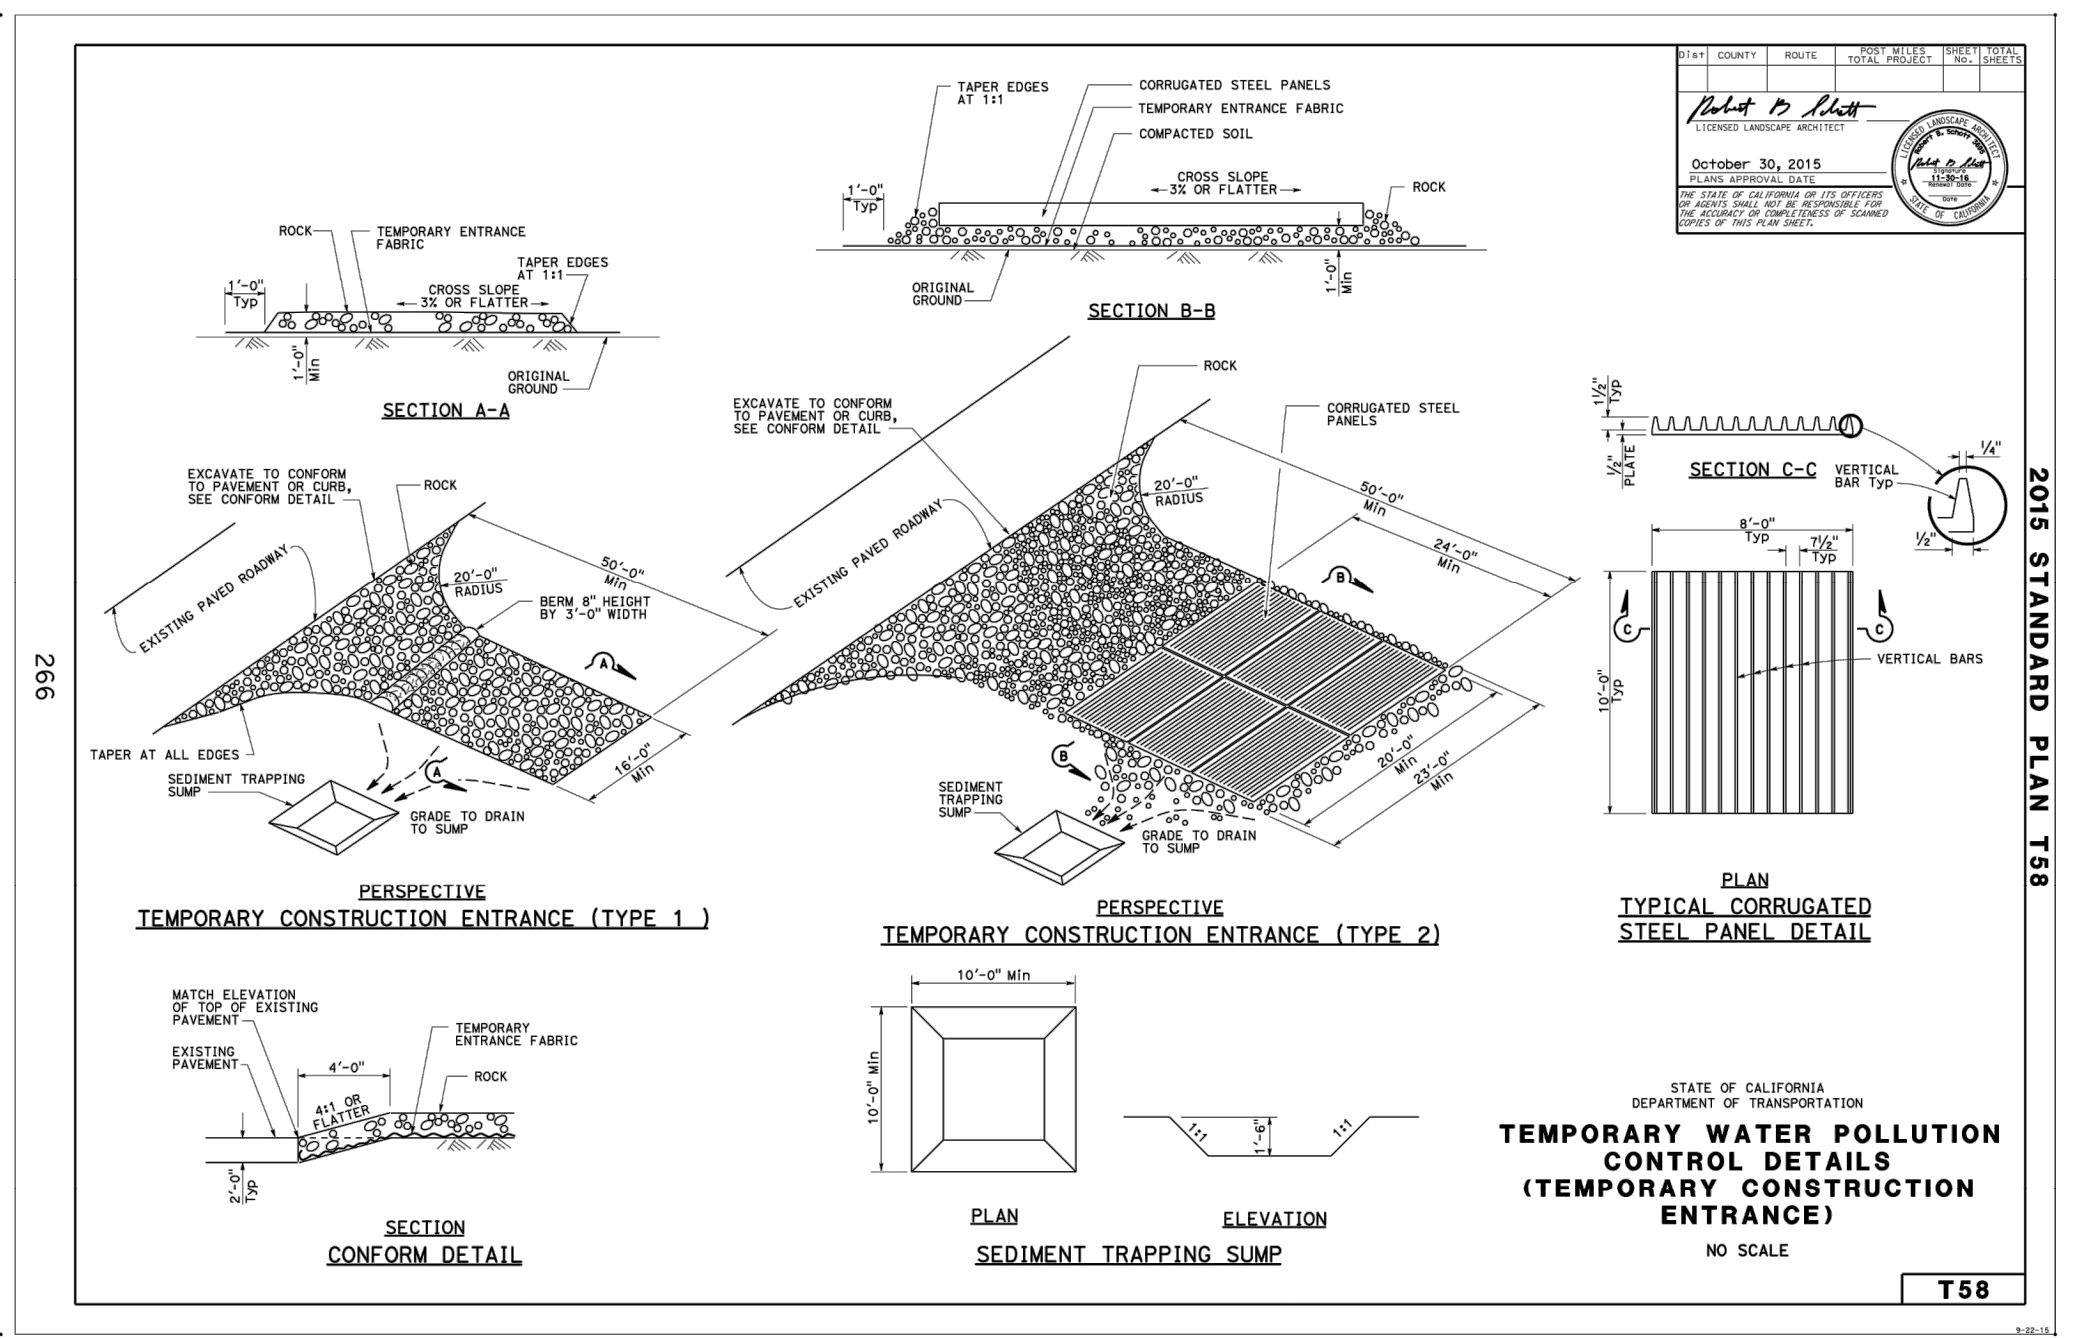 Dist COUNTY ROUTE POST MILES TOTAL PROJECT SHEET No. TOTAL SHEETS
Robert B Schott
LICENSED LANDSCAPE ARCHITECT
October 30, 2015
PLANS APPROVAL DATE
THE STATE OF CALIFORNIA OR ITS OFFICERS
OR AGENTS SHALL NOT BE RESPONSIBLE FOR
THE ACCURACY OR COMPLETENESS OF SCANNED
COPIES OF THIS PLAN SHEET.
LICENSED LANDSCAPE ARCHITECT
Robert B. Schott 3695
Robert B Schott
Signature
11-30-16
Renewal Date
Date
STATE OF CALIFORNIA
TAPER EDGES
AT 1:1
CORRUGATED STEEL PANELS
TEMPORARY ENTRANCE FABRIC
COMPACTED SOIL
CROSS SLOPE
3% OR FLATTER
1'-0"
Typ
ROCK
ORIGINAL
GROUND
1'-0"
Min
SECTION B-B
ROCK
TEMPORARY ENTRANCE
FABRIC
TAPER EDGES
AT 1:1
1'-0"
Typ
CROSS SLOPE
3% OR FLATTER
1'-0"
Min
ORIGINAL
GROUND
SECTION A-A
EXCAVATE TO CONFORM
TO PAVEMENT OR CURB,
SEE CONFORM DETAIL
ROCK
EXISTING PAVED ROADWAY
20'-0"
RADIUS
50'-0"
Min
BERM 8" HEIGHT
BY 3'-0" WIDTH
A
16'-0"
Min
TAPER AT ALL EDGES
SEDIMENT TRAPPING
SUMP
A
GRADE TO DRAIN
TO SUMP
PERSPECTIVE
TEMPORARY CONSTRUCTION ENTRANCE (TYPE 1 )
ROCK
EXCAVATE TO CONFORM
TO PAVEMENT OR CURB,
SEE CONFORM DETAIL
CORRUGATED STEEL
PANELS
EXISTING PAVED ROADWAY
20'-0"
RADIUS
50'-0"
Min
24'-0"
Min
B
B
20'-0"
Min
23'-0"
Min
SEDIMENT
TRAPPING
SUMP
GRADE TO DRAIN
TO SUMP
PERSPECTIVE
TEMPORARY CONSTRUCTION ENTRANCE (TYPE 2)
1½"
Typ
½"
PLATE
SECTION C-C
VERTICAL
BAR Typ
¼"
½"
8'-0"
Typ
7½"
Typ
C
C
10'-0"
Typ
VERTICAL BARS
PLAN
TYPICAL CORRUGATED
STEEL PANEL DETAIL
MATCH ELEVATION
OF TOP OF EXISTING
PAVEMENT
EXISTING
PAVEMENT
4'-0"
4:1 OR
FLATTER
TEMPORARY
ENTRANCE FABRIC
ROCK
2'-0"
Typ
SECTION
CONFORM DETAIL
10'-0" Min
10'-0" Min
PLAN
1:1
1'-6"
1:1
ELEVATION
SEDIMENT TRAPPING SUMP
STATE OF CALIFORNIA
DEPARTMENT OF TRANSPORTATION
TEMPORARY WATER POLLUTION
CONTROL DETAILS
(TEMPORARY CONSTRUCTION
ENTRANCE)
NO SCALE
T58
2015 STANDARD PLAN T58
266
9-22-15